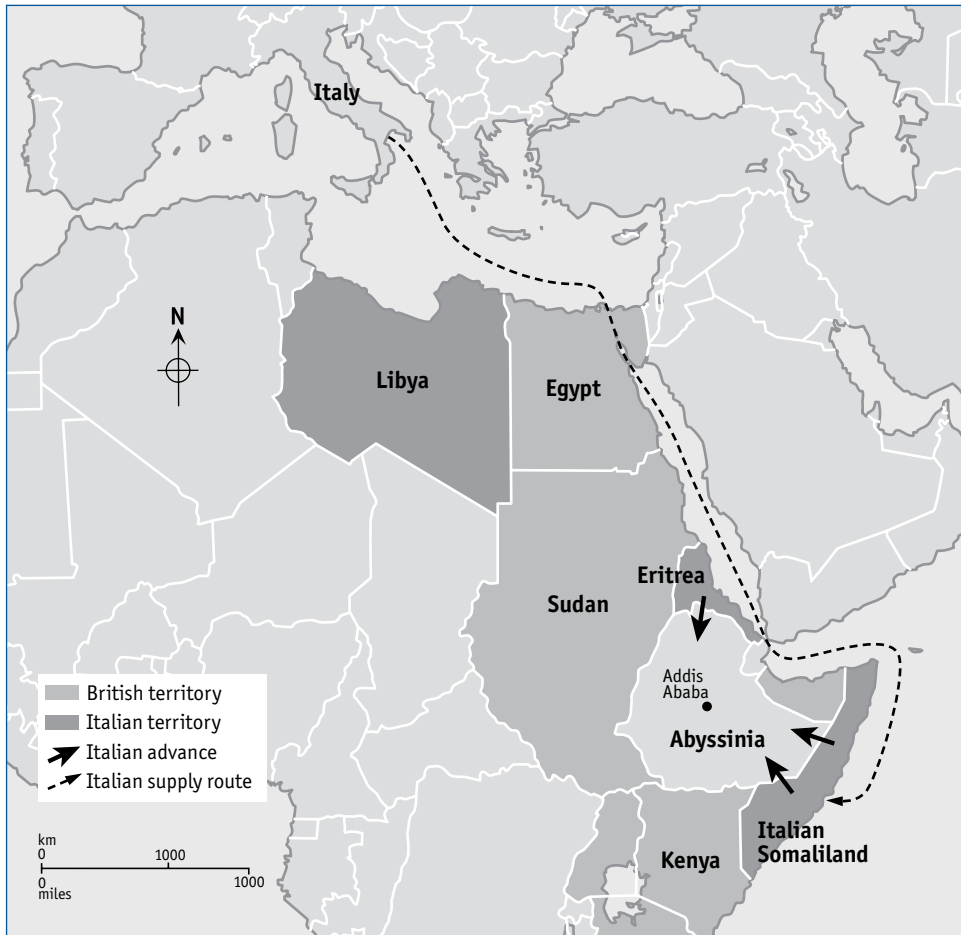 Italy
N
Libya
Egypt
Eritrea
Sudan
Addis
Ababa
Abyssinia
British territory
Italian territory
Italian advance
Italian supply route
Italian
Somaliland
Kenya
km
0 1000
0 1000
miles